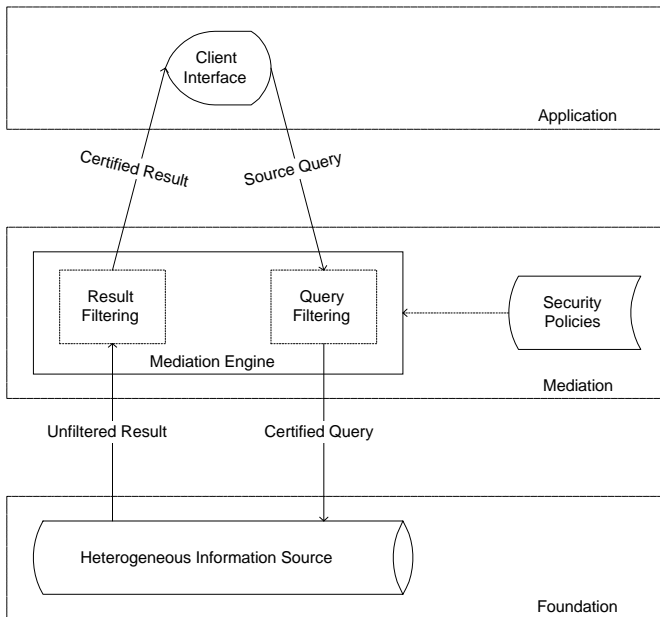 Client
Interface
Application
Certified Result
Source Query
Result
Filtering
Query
Filtering
Security
Policies
Mediation Engine
Mediation
Unfiltered Result
Certified Query
Heterogeneous Information Source
Foundation